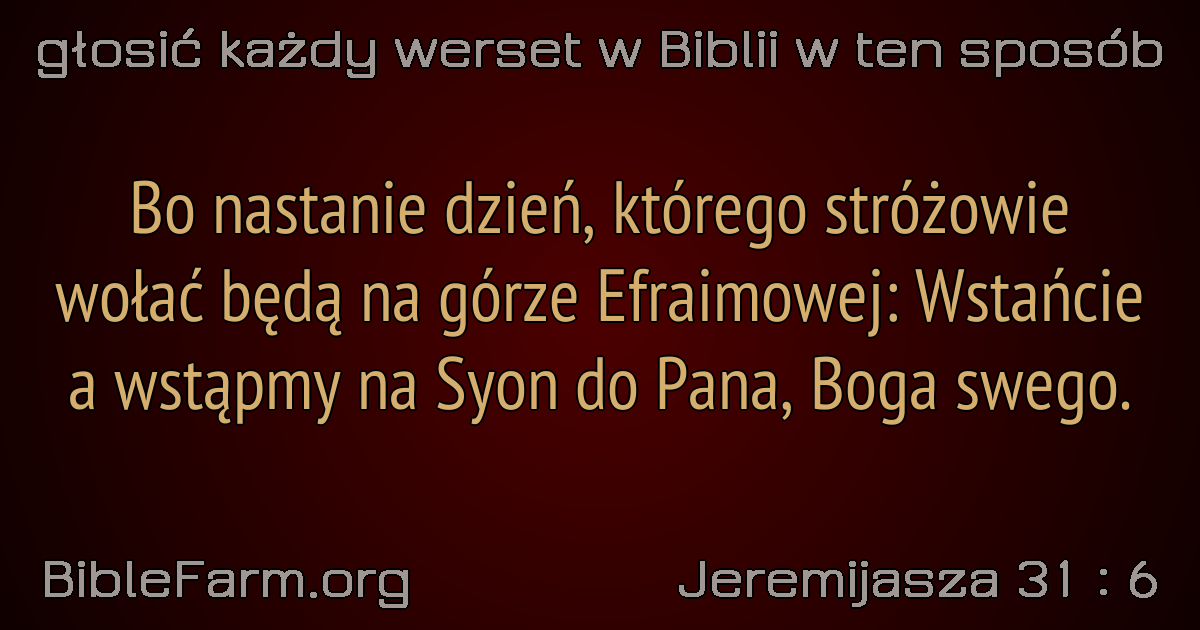 głosić każdy werset w Biblii w ten sposób
Bo nastanie dzień, którego stróżowie
wołać będą na górze Efraimowej: Wstańcie
a wstąpmy na Syon do Pana, Boga swego.
BibleFarm.org
Jeremijasza 31 : 6